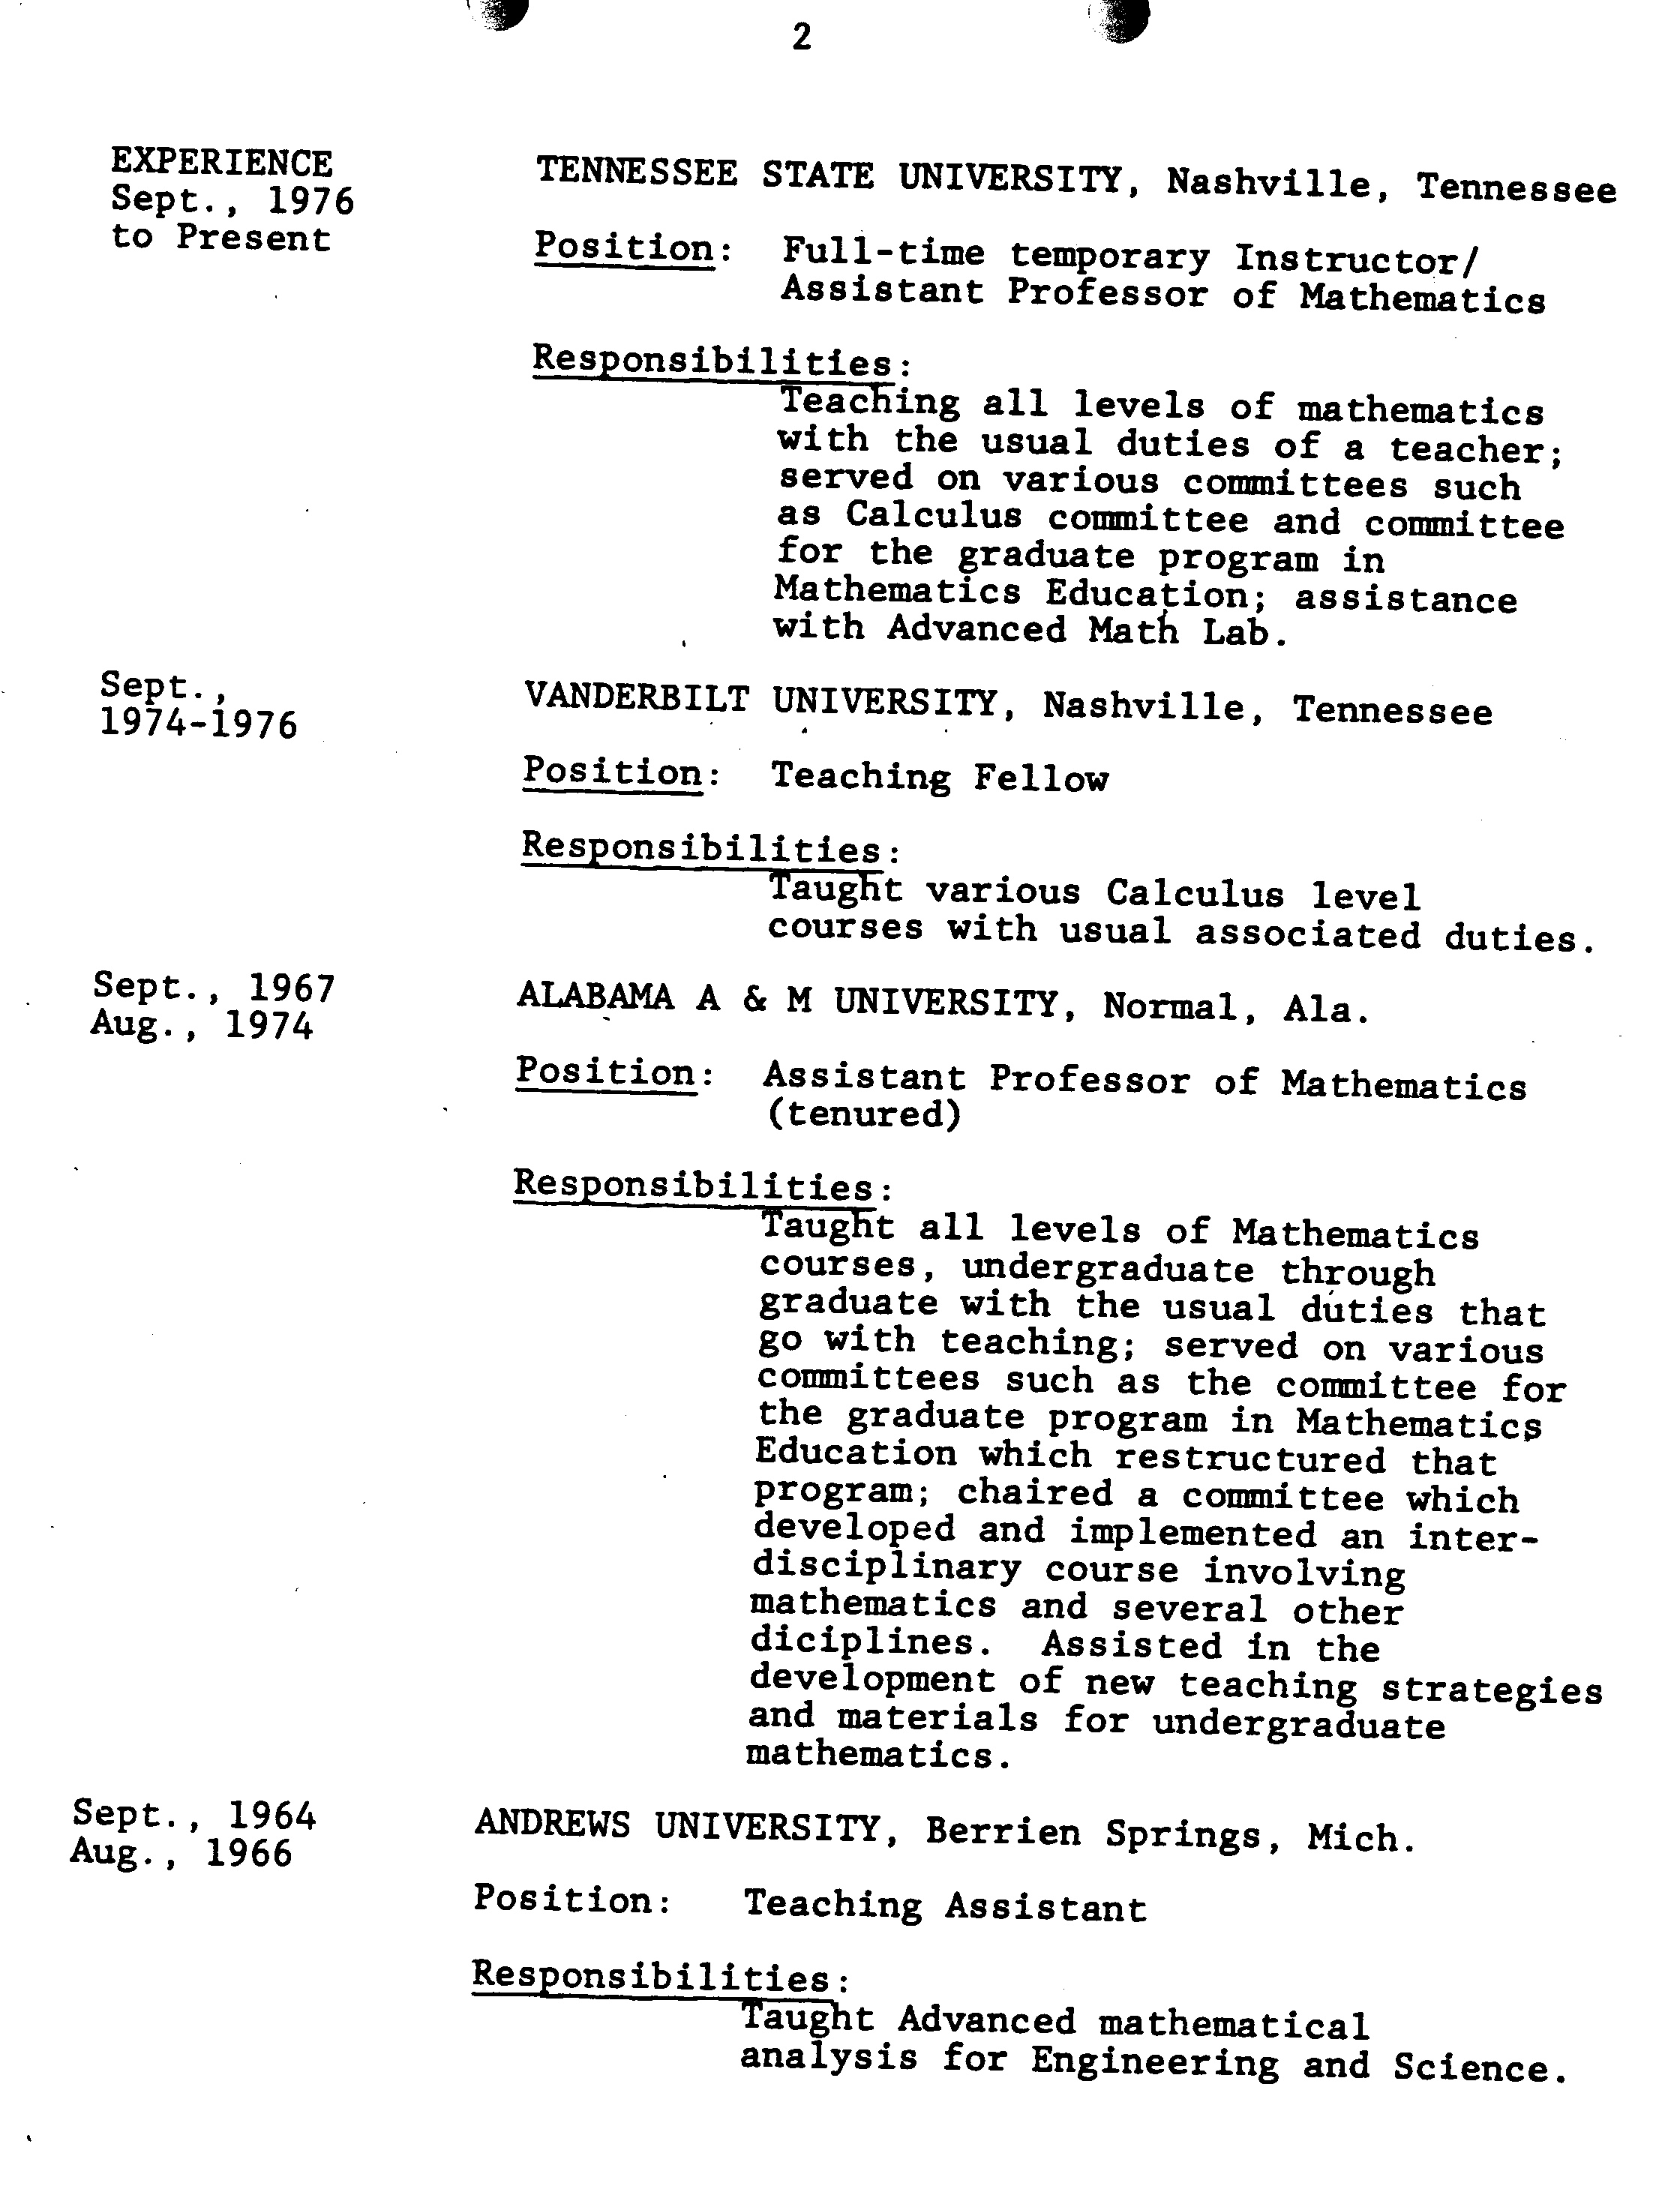 2
EXPERIENCE
Sept., 1976
to Present
TENNESSEE STATE UNIVERSITY, Nashville, Tennessee
Position: Full-time temporary Instructor/
Assistant Professor of Mathematics
Responsibilities:
Teaching all levels of mathematics
with the usual duties of a teacher;
served on various committees such
as Calculus committee and committee
for the graduate program in
Mathematics Education; assistance
with Advanced Math Lab.
Sept.,
1974-1976
VANDERBILT UNIVERSITY, Nashville, Tennessee
Position: Teaching Fellow
Responsibilities:
Taught various Calculus level
courses with usual associated duties.
Sept., 1967
Aug., 1974
ALABAMA A & M UNIVERSITY, Normal, Ala.
Position: Assistant Professor of Mathematics
(tenured)
Responsibilities:
Taught all levels of Mathematics
courses, undergraduate through
graduate with the usual duties that
go with teaching; served on various
committees such as the committee for
the graduate program in Mathematics
Education which restructured that
program; chaired a committee which
developed and implemented an inter-
disciplinary course involving
mathematics and several other
diciplines. Assisted in the
development of new teaching strategies
and materials for undergraduate
mathematics.
Sept., 1964
Aug., 1966
ANDREWS UNIVERSITY, Berrien Springs, Mich.
Position: Teaching Assistant
Responsibilities:
Taught Advanced mathematical
analysis for Engineering and Science.